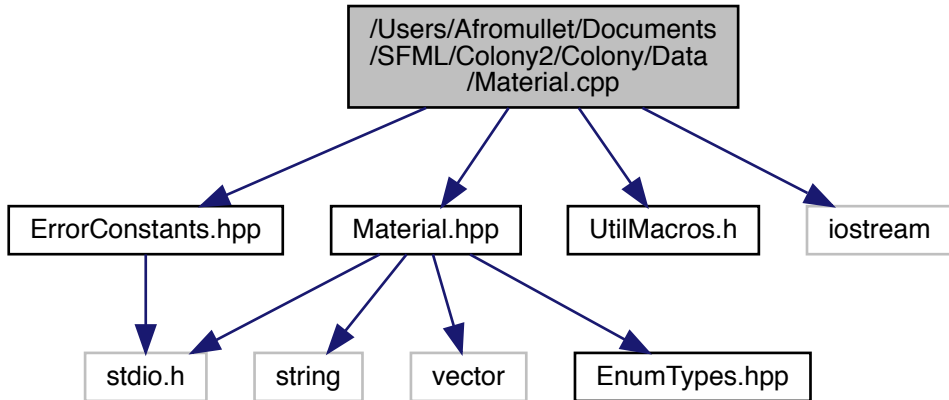 /Users/Afromullet/Documents
/SFML/Colony2/Colony/Data
/Material.cpp
ErrorConstants.hpp
Material.hpp
UtilMacros.h
iostream
stdio.h
string
vector
EnumTypes.hpp